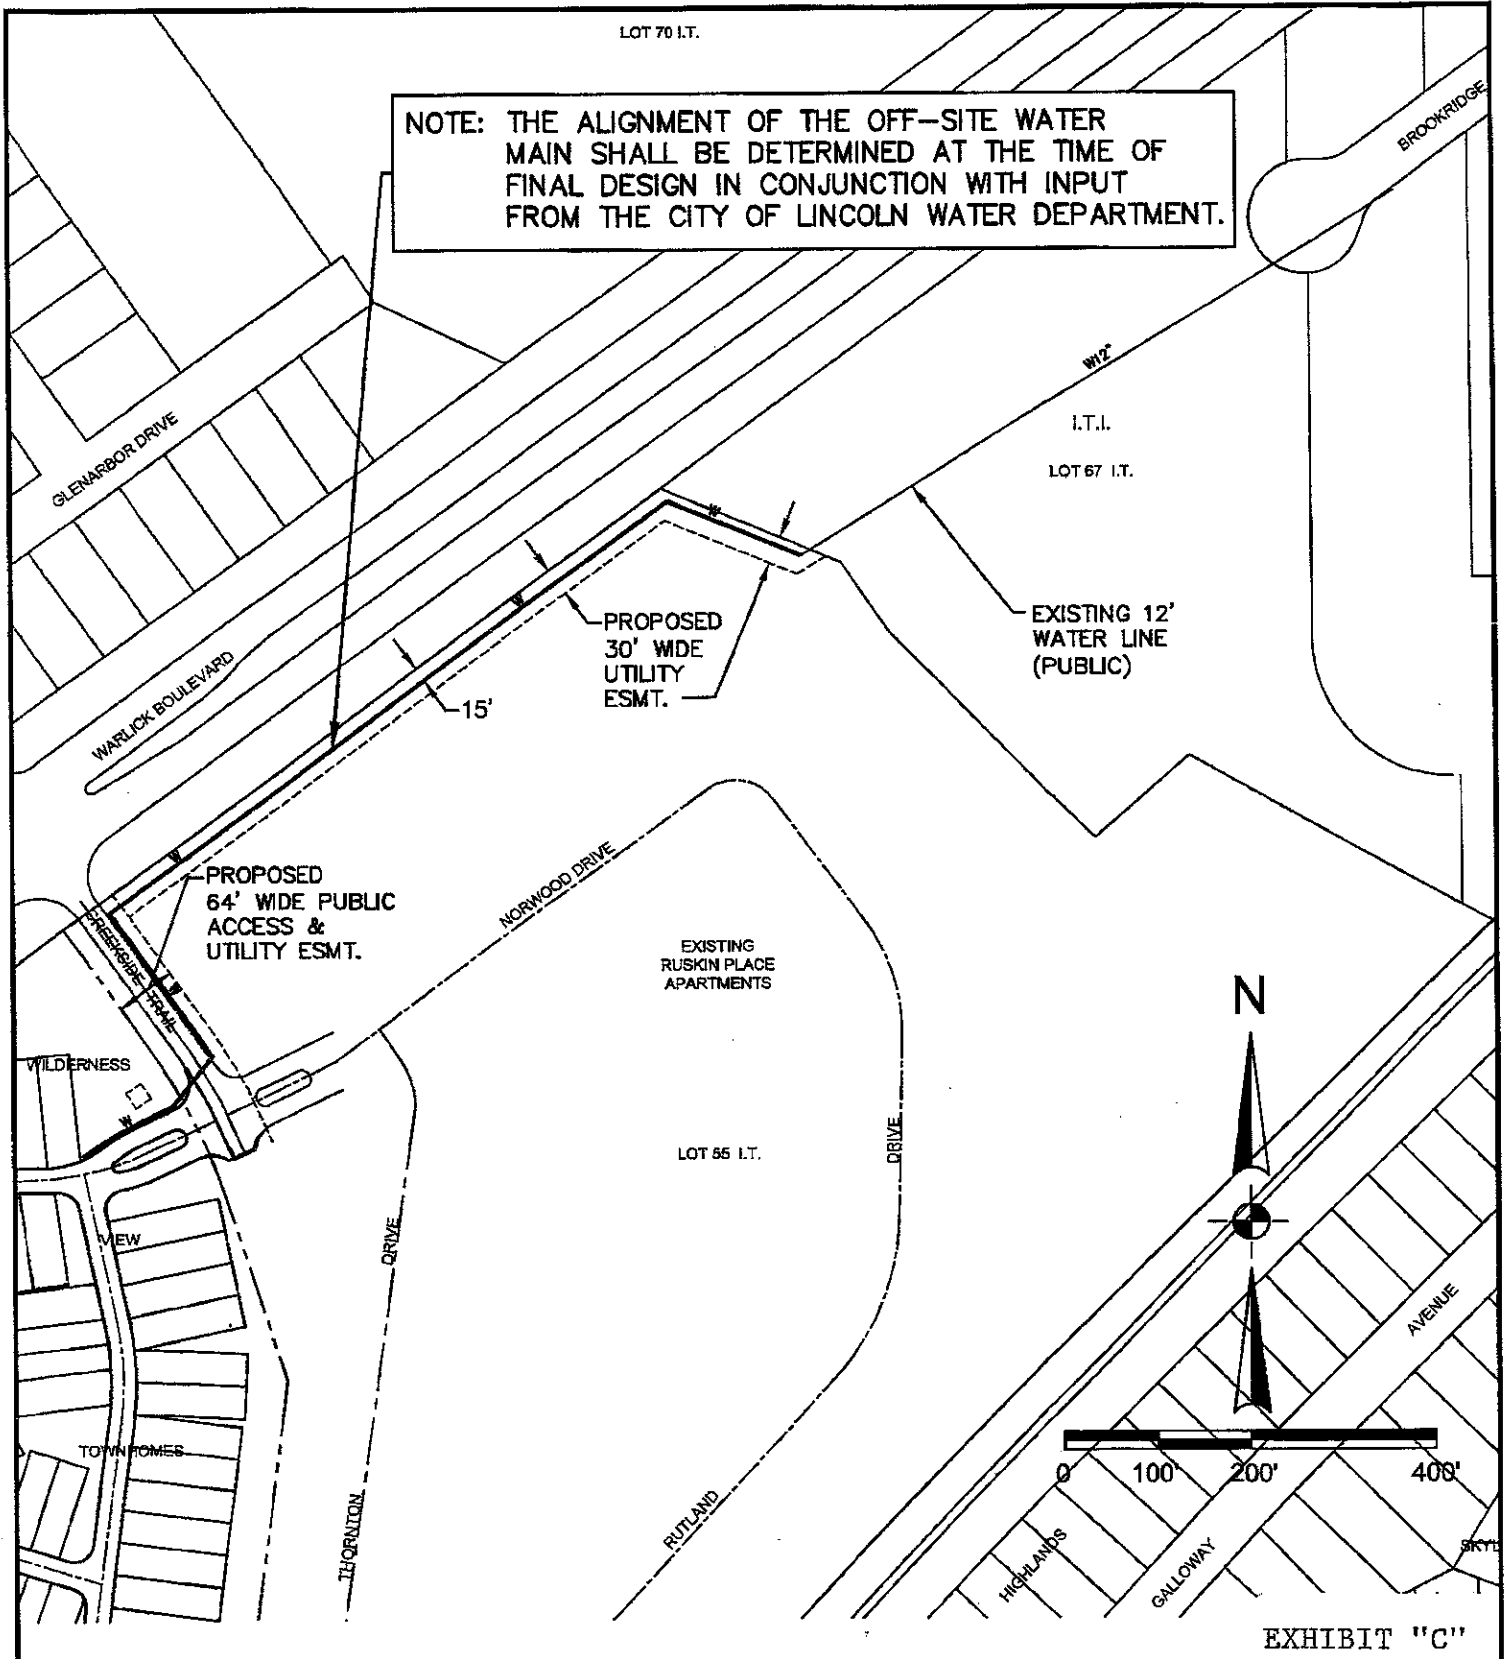 LOT 70 I.T.
NOTE: THE ALIGNMENT OF THE OFF-SITE WATER
MAIN SHALL BE DETERMINED AT THE TIME OF
FINAL DESIGN IN CONJUNCTION WITH INPUT
FROM THE CITY OF LINCOLN WATER DEPARTMENT.
BROOKRIDGE
W12"
I.T.I.
LOT 67 I.T.
GLENARBOR DRIVE
W
W
PROPOSED
30' WIDE
UTILITY
ESMT.
EXISTING 12'
WATER LINE
(PUBLIC)
WARLICK BOULEVARD
15'
W
PROPOSED
64' WIDE PUBLIC
ACCESS &
UTILITY ESMT.
NORWOOD DRIVE
CREEKSIDE TRAIL
W
EXISTING
RUSKIN PLACE
APARTMENTS
N
WILDERNESS
W
LOT 55 I.T.
DRIVE
VIEW
DRIVE
AVENUE
TOWNHOMES
0 100' 200' 400'
THORNTON
RUTLAND
HIGHLANDS
GALLOWAY
EXHIBIT "C"